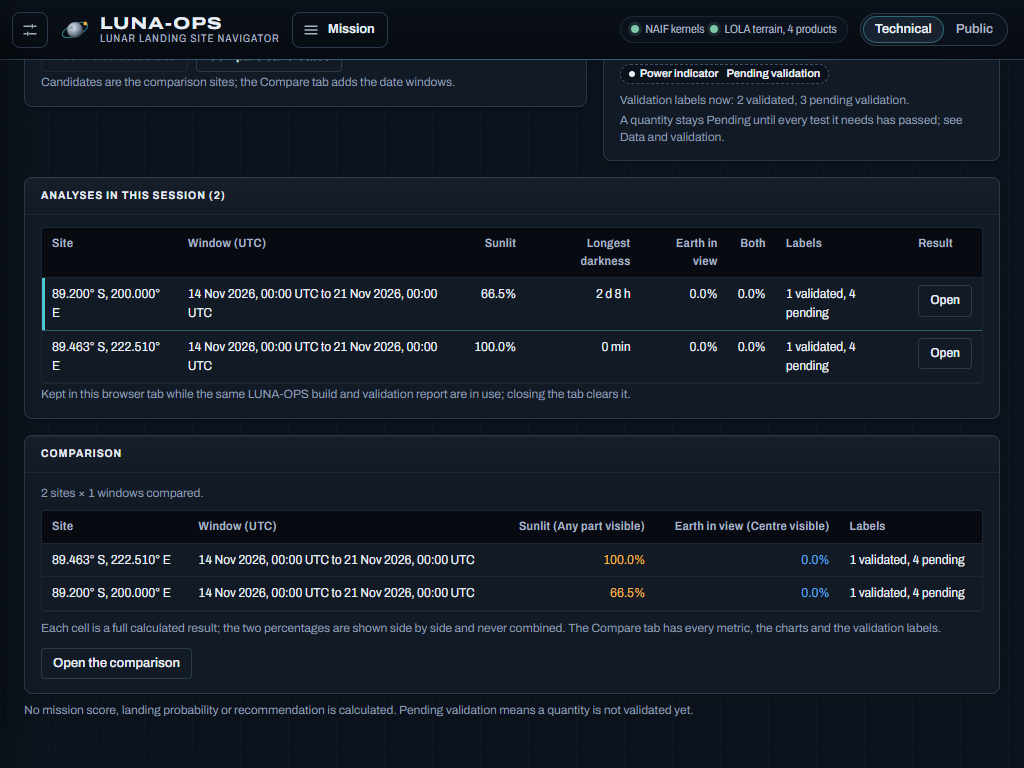 LUNA-OPS
LUNAR LANDING SITE NAVIGATOR
Mission
NAIF kernels
LOLA terrain, 4 products
Technical
Public
Candidates are the comparison sites; the Compare tab adds the date windows.
Power indicator Pending validation
Validation labels now: 2 validated, 3 pending validation.
A quantity stays Pending until every test it needs has passed; see
Data and validation.
ANALYSES IN THIS SESSION (2)
Site Window (UTC) Sunlit Longest darkness Earth in view Both Labels Result
89.200° S, 200.000° E 14 Nov 2026, 00:00 UTC to 21 Nov 2026, 00:00 UTC 66.5% 2 d 8 h 0.0% 0.0% 1 validated, 4 pending Open
89.463° S, 222.510° E 14 Nov 2026, 00:00 UTC to 21 Nov 2026, 00:00 UTC 100.0% 0 min 0.0% 0.0% 1 validated, 4 pending Open
Kept in this browser tab while the same LUNA-OPS build and validation report are in use; closing the tab clears it.
COMPARISON
2 sites × 1 windows compared.
Site Window (UTC) Sunlit (Any part visible) Earth in view (Centre visible) Labels
89.463° S, 222.510° E 14 Nov 2026, 00:00 UTC to 21 Nov 2026, 00:00 UTC 100.0% 0.0% 1 validated, 4 pending
89.200° S, 200.000° E 14 Nov 2026, 00:00 UTC to 21 Nov 2026, 00:00 UTC 66.5% 0.0% 1 validated, 4 pending
Each cell is a full calculated result; the two percentages are shown side by side and never combined. The Compare tab has every metric, the charts and the validation labels.
Open the comparison
No mission score, landing probability or recommendation is calculated. Pending validation means a quantity is not validated yet.